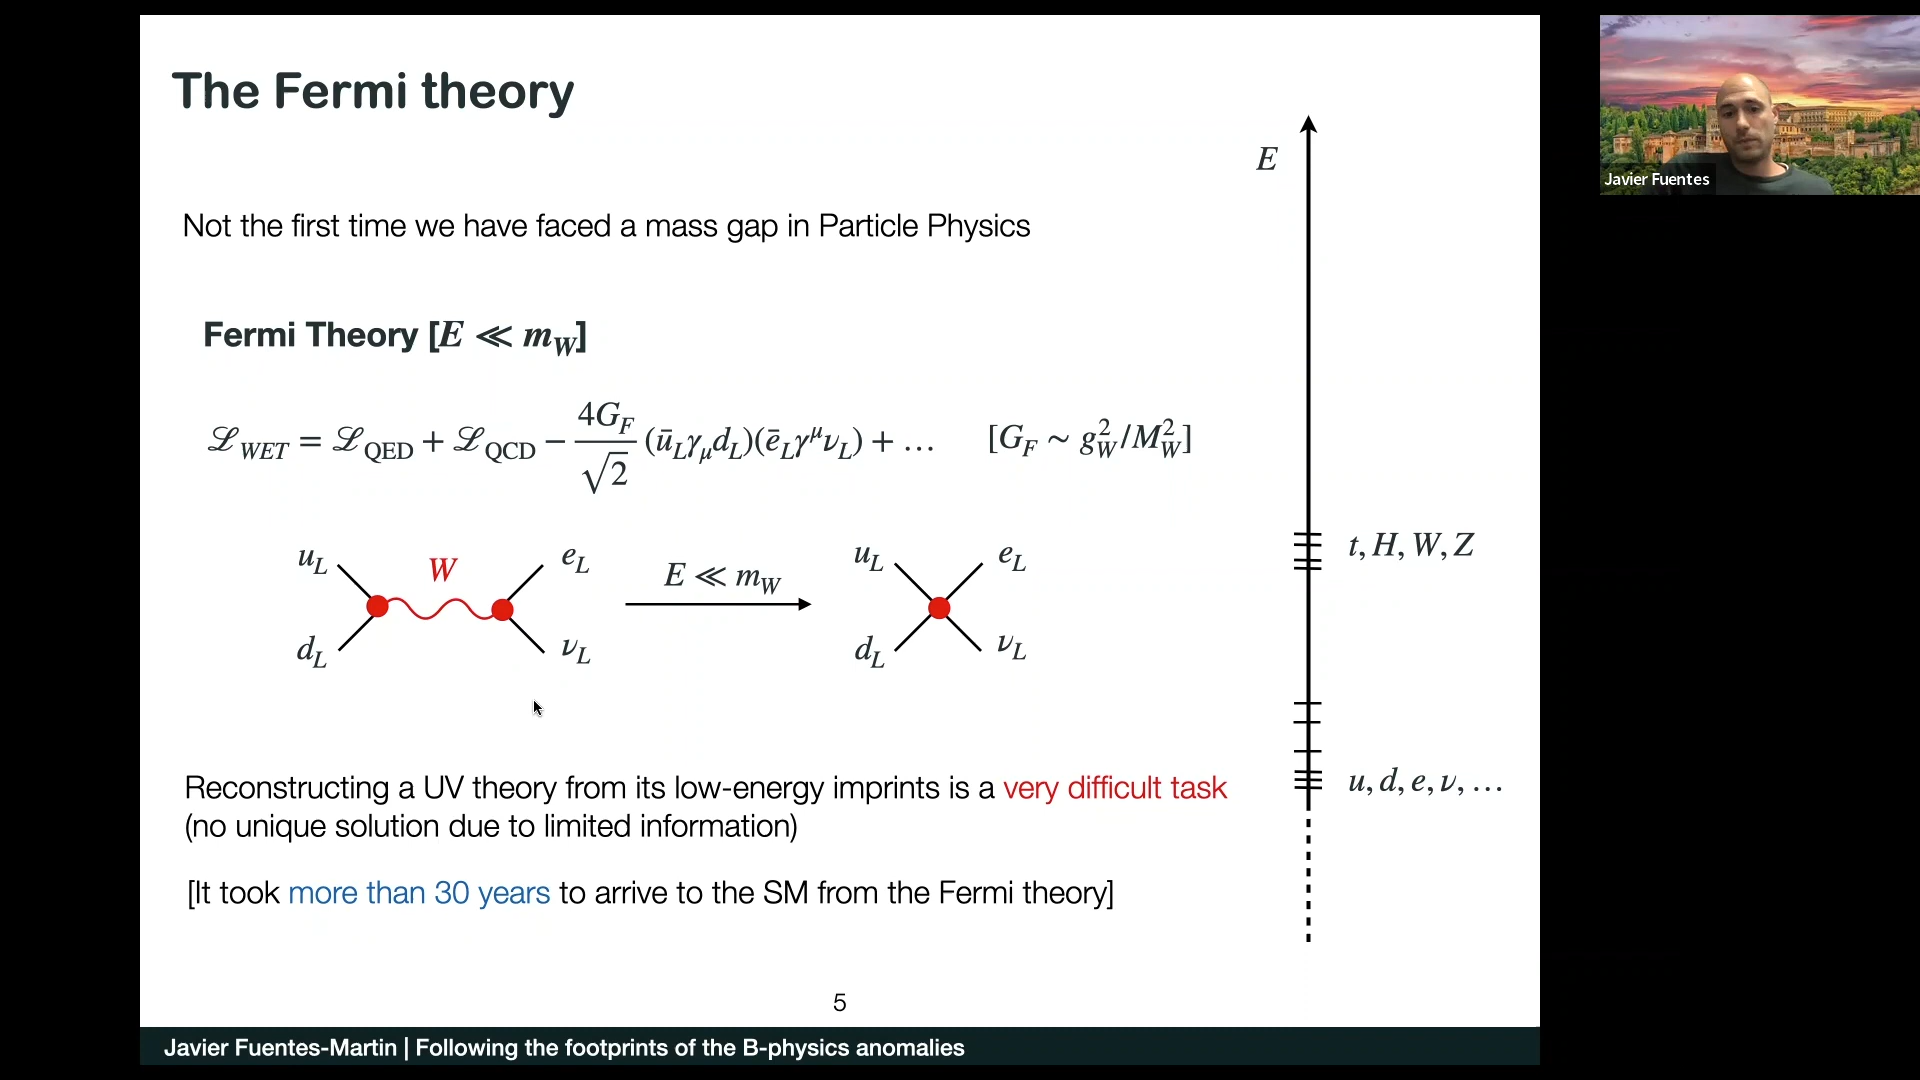 The Fermi theory
E
Javier Fuentes
Not the first time we have faced a mass gap in Particle Physics
Fermi Theory [E ≪ m_W]
ℒ_WET = ℒ_QED + ℒ_QCD − 4G_F/√2 (ū_Lγ_μd_L)(ē_Lγ^μν_L) + … [G_F ~ g_W^2/M_W^2]
u_L W e_L E ≪ m_W u_L e_L t, H, W, Z
d_L ν_L d_L ν_L
Reconstructing a UV theory from its low-energy imprints is a very difficult task
u, d, e, ν, …
(no unique solution due to limited information)
[It took more than 30 years to arrive to the SM from the Fermi theory]
5
Javier Fuentes-Martin | Following the footprints of the B-physics anomalies